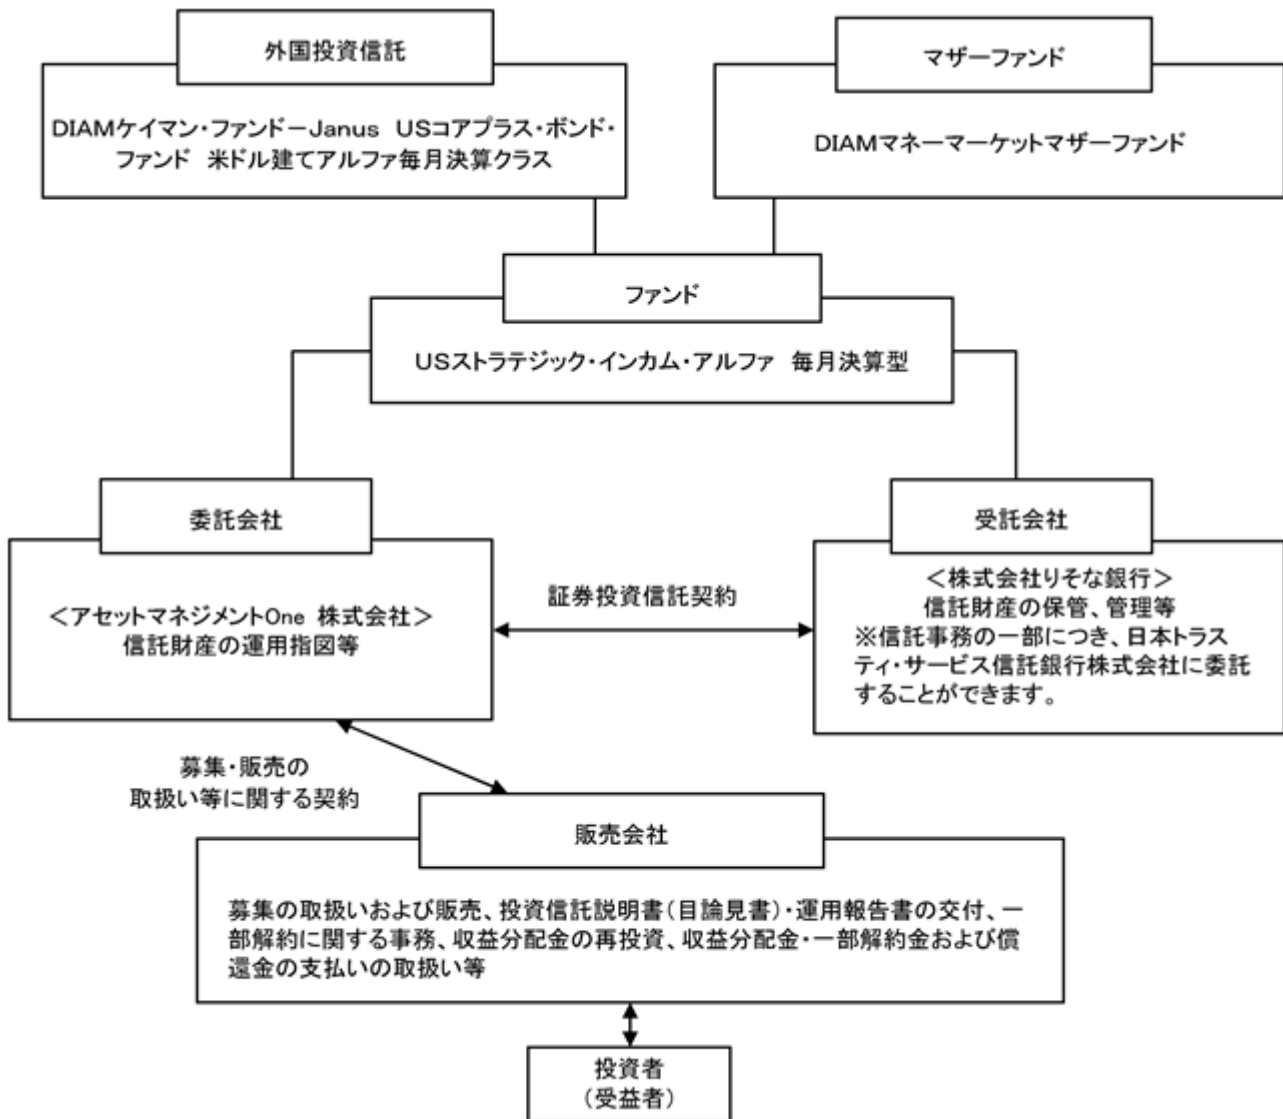 外国投資信託
DIAMケイマン・ファンド－Janus　USコアプラス・ボンド・
ファンド　米ドル建てアルファ毎月決算クラス
マザーファンド
DIAMマネーマーケットマザーファンド
ファンド
USストラテジック・インカム・アルファ　毎月決算型
委託会社
＜アセットマネジメントOne 株式会社＞
信託財産の運用指図等
証券投資信託契約
受託会社
＜株式会社りそな銀行＞
信託財産の保管、管理等
※信託事務の一部につき、日本トラス
ティ・サービス信託銀行株式会社に委託
することができます。
募集・販売の
取扱い等に関する契約
販売会社
募集の取扱いおよび販売、投資信託説明書（目論見書）・運用報告書の交付、一
部解約に関する事務、収益分配金の再投資、収益分配金・一部解約金および償
還金の支払いの取扱い等
投資者
（受益者）